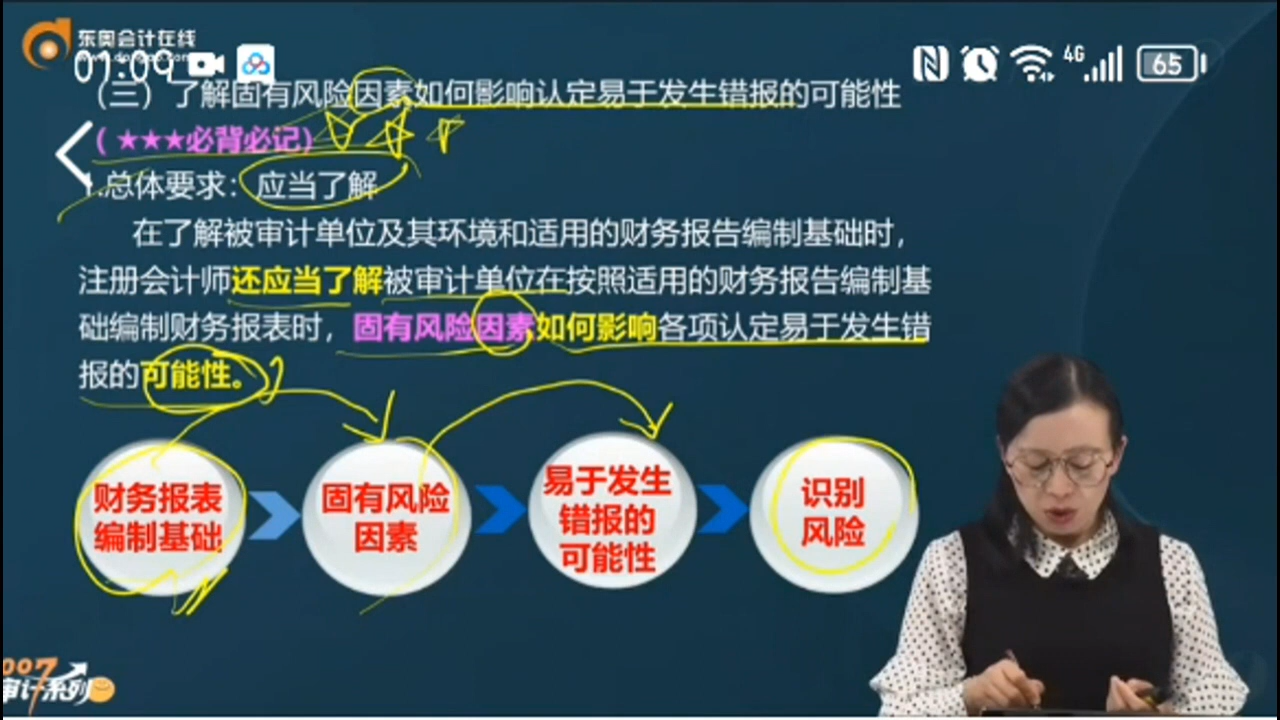 东奥会计在线
01:09
4G
65
（三）了解固有风险因素如何影响认定易于发生错报的可能性
（★★★必背必记）
1.总体要求：应当了解
在了解被审计单位及其环境和适用的财务报告编制基础时，
注册会计师还应当了解被审计单位在按照适用的财务报告编制基
础编制财务报表时，固有风险因素如何影响各项认定易于发生错
报的可能性。
财务报表
编制基础
固有风险
因素
易于发生
错报的
可能性
识别
风险
007
审计系列